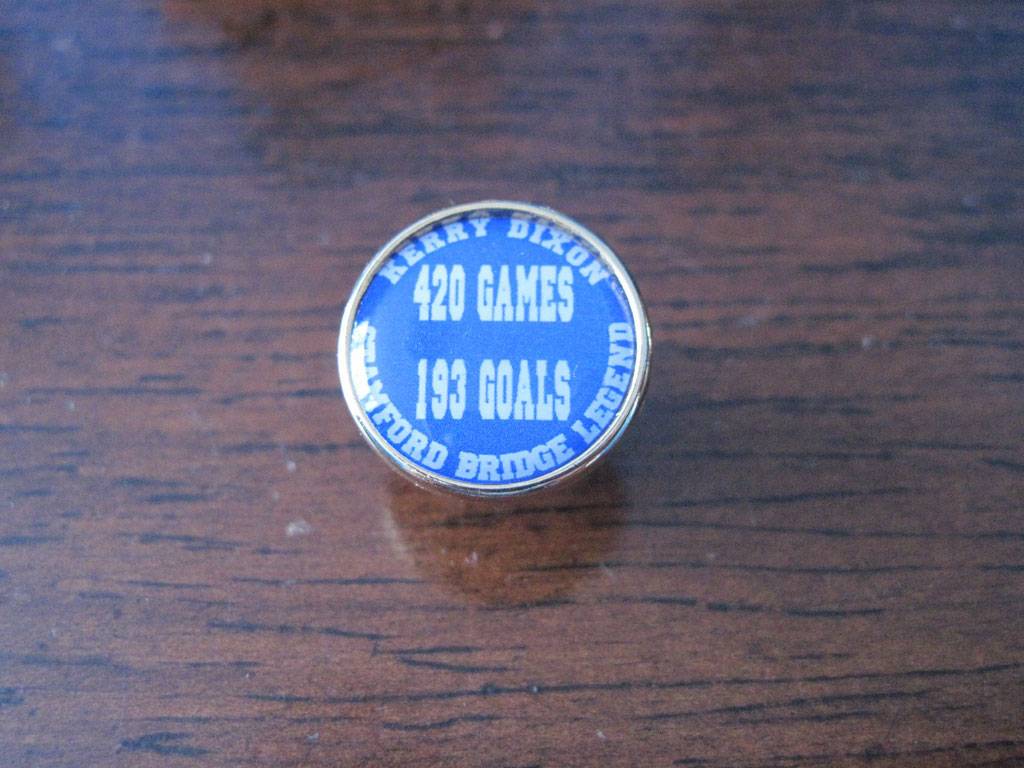 KERRY DIXON
420 GAMES
193 GOALS
STAMFORD BRIDGE LEGEND